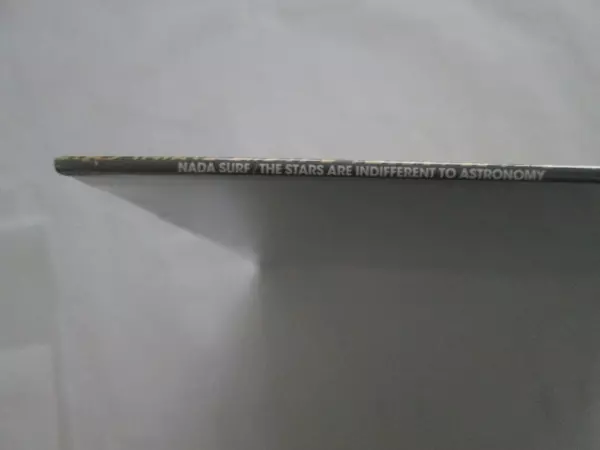 NADA SURF / THE STARS ARE INDIFFERENT TO ASTRONOMY